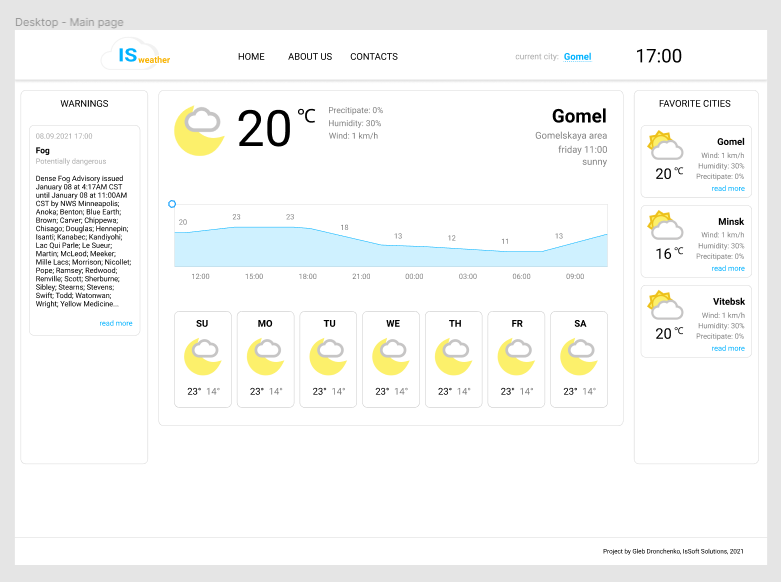 Desktop - Main page
IS weather
HOME ABOUT US CONTACTS
current city: Gomel
17:00
WARNINGS
08.09.2021 17:00
Fog
Potentially dangerous
Dense Fog Advisory issued
January 08 at 4:17AM CST
until January 08 at 11:00AM
CST by NWS Minneapolis;
Anoka; Benton; Blue Earth;
Brown; Carver; Chippewa;
Chisago; Douglas; Hennepin;
Isanti; Kanabec; Kandiyohi;
Lac Qui Parle; Le Sueur;
Martin; McLeod; Meeker;
Mille Lacs; Morrison; Nicollet;
Pope; Ramsey; Redwood;
Renville; Scott; Sherburne;
Sibley; Stearns; Stevens;
Swift; Todd; Watonwan;
Wright; Yellow Medicine...
read more
20 °C
Precitipate: 0%
Humidity: 30%
Wind: 1 km/h
Gomel
Gomelskaya area
friday 11:00
sunny
20 23 23 18 13 12 11 13
12:00 15:00 18:00 21:00 00:00 03:00 06:00 09:00
SU MO TU WE TH FR SA
23° 14° 23° 14° 23° 14° 23° 14° 23° 14° 23° 14° 23° 14°
FAVORITE CITIES
Gomel
Wind: 1 km/h
Humidity: 30%
20 °C
Precitipate: 0%
read more
Minsk
Wind: 1 km/h
Humidity: 30%
16 °C
Precitipate: 0%
read more
Vitebsk
Wind: 1 km/h
Humidity: 30%
20 °C
Precitipate: 0%
read more
Project by Gleb Dronchenko, IsSoft Solutions, 2021